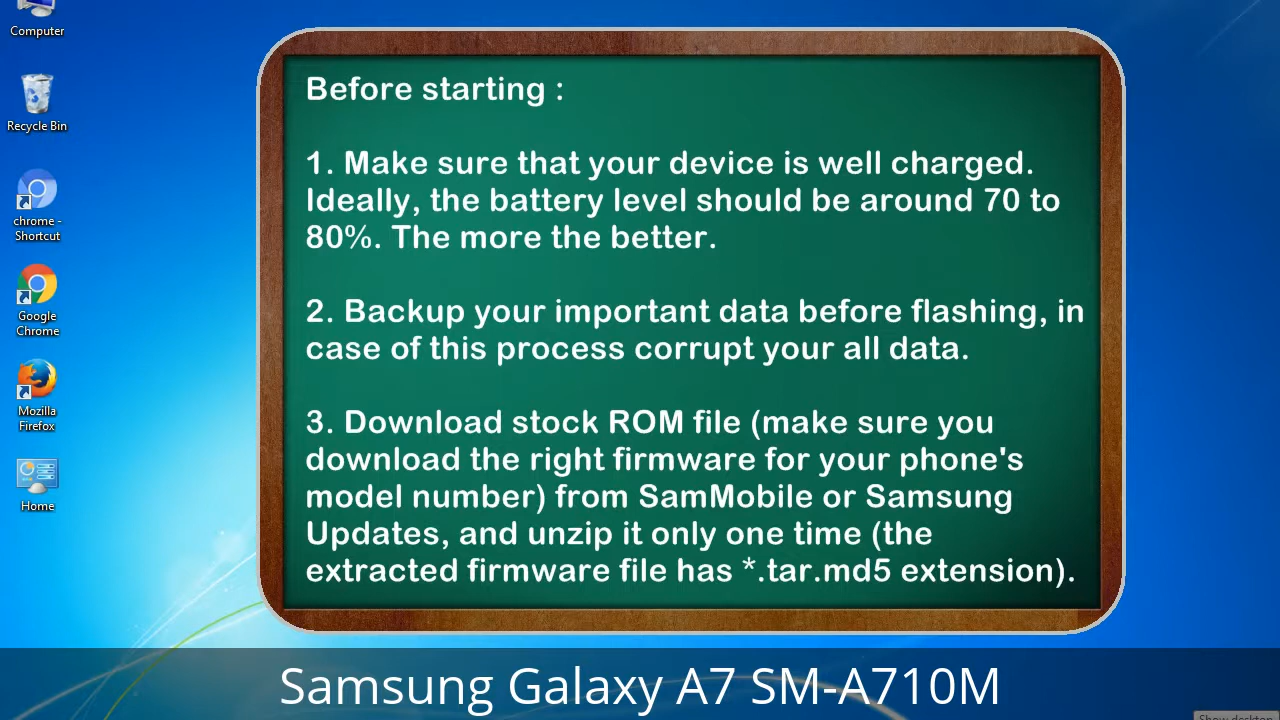 Computer
Recycle Bin
chrome -
Shortcut
Google
Chrome
Mozilla
Firefox
Home
Before starting :
1. Make sure that your device is well charged.
Ideally, the battery level should be around 70 to
80%. The more the better.
2. Backup your important data before flashing, in
case of this process corrupt your all data.
3. Download stock ROM file (make sure you
download the right firmware for your phone's
model number) from SamMobile or Samsung
Updates, and unzip it only one time (the
extracted firmware file has *.tar.md5 extension).
Samsung Galaxy A7 SM-A710M
Show desktop